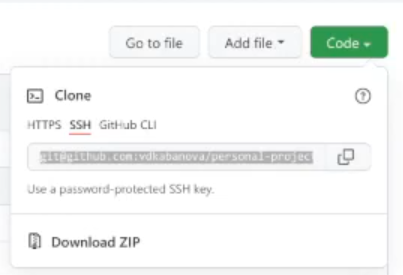 Go to file Add file Code
Clone
HTTPS SSH GitHub CLI
git@github.com:vdkabanova/personal-project
Use a password-protected SSH key.
Download ZIP